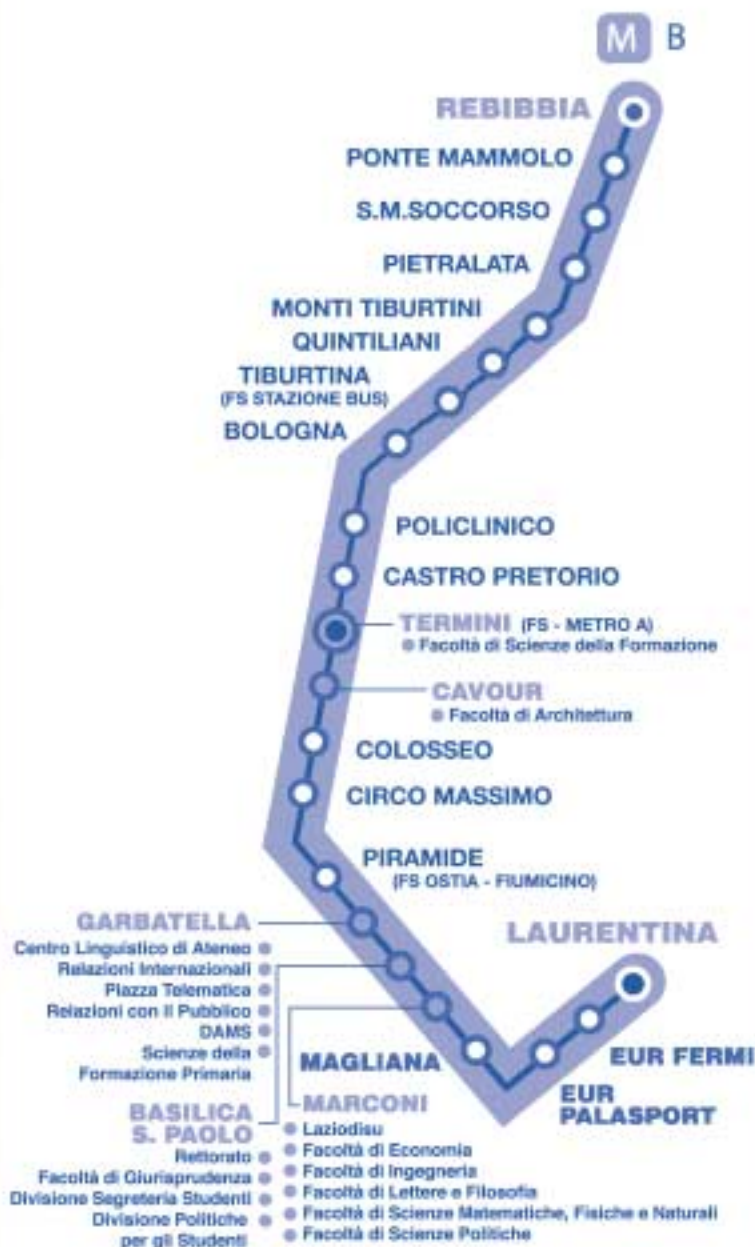 M B
REBIBBIA
PONTE MAMMOLO
S.M.SOCCORSO
PIETRALATA
MONTI TIBURTINI
QUINTILIANI
TIBURTINA
(FS STAZIONE BUS)
BOLOGNA
POLICLINICO
CASTRO PRETORIO
TERMINI (FS - METRO A)
Facoltà di Scienze della Formazione
CAVOUR
Facoltà di Architettura
COLOSSEO
CIRCO MASSIMO
PIRAMIDE
(FS OSTIA - FIUMICINO)
GARBATELLA
Centro Linguistico di Ateneo
Relazioni Internazionali
Piazza Telematica
Relazioni con Il Pubblico
DAMS
Scienze della
Formazione Primaria
BASILICA
S. PAOLO
Rettorato
Facoltà di Giurisprudenza
Divisione Segreteria Studenti
Divisione Politiche
per gli Studenti
MARCONI
Laziodisu
Facoltà di Economia
Facoltà di Ingegneria
Facoltà di Lettere e Filosofia
Facoltà di Scienze Matematiche, Fisiche e Naturali
Facoltà di Scienze Politiche
MAGLIANA
EUR
PALASPORT
EUR FERMI
LAURENTINA